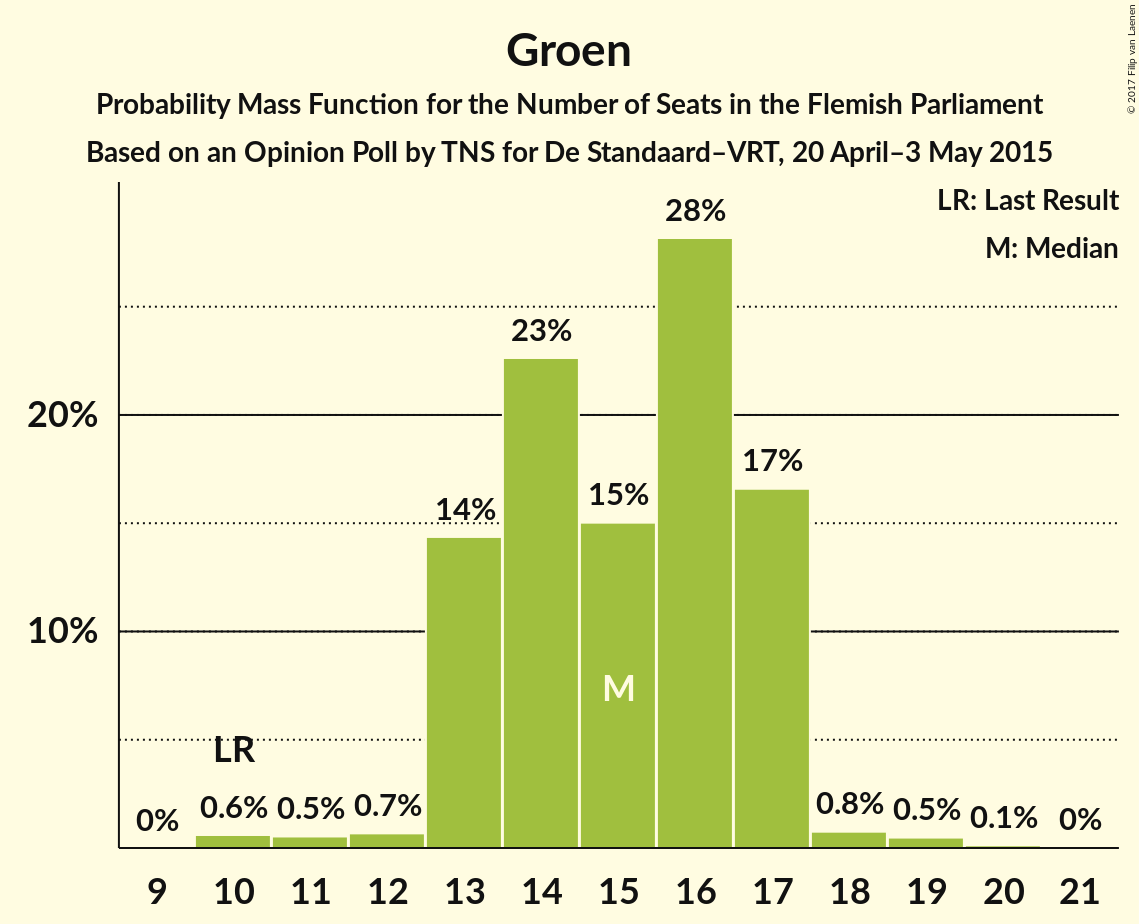 © 2017 Filip van Laenen
Groen
Probability Mass Function for the Number of Seats in the Flemish Parliament
Based on an Opinion Poll by TNS for De Standaard–VRT, 20 April–3 May 2015
LR: Last Result
M: Median
28%
23%
20%
17%
15%
14%
10%
M
LR
0% 0.6% 0.5% 0.7% 0.8% 0.5% 0.1% 0%
9 10 11 12 13 14 15 16 17 18 19 20 21